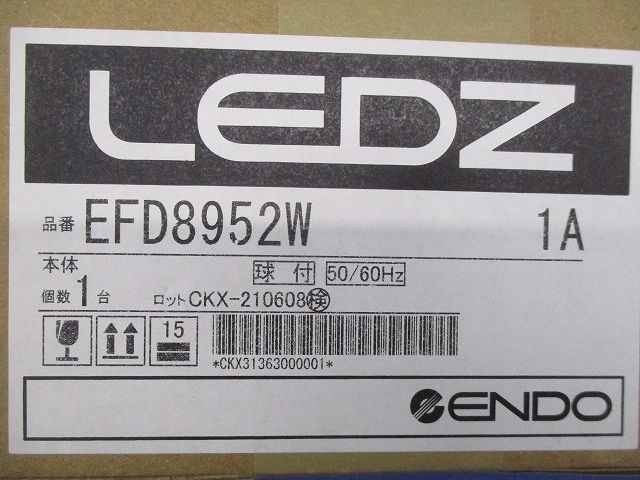 LEDZ
品番 EFD8952W 1A
本体 球付 50/60Hz
個数 1台 ロット CKX-210608 検
15
*CKX31363000001*
ENDO